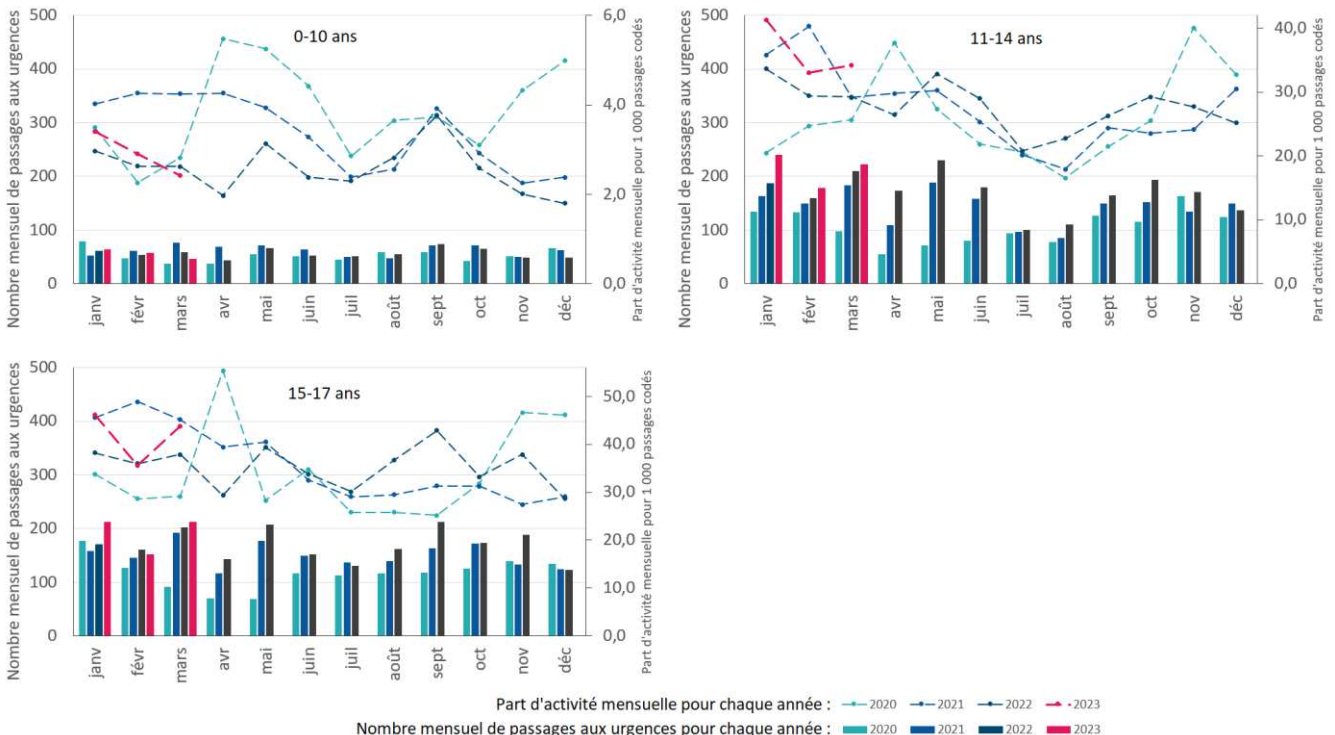 Nombre mensuel de passages aux urgences
500
400
300
200
100
0
0-10 ans
6,0
4,0
2,0
0,0
Part d'activité mensuelle pour 1 000 passages codés
janv
févr
mars
avr
mai
juin
juil
août
sept
oct
nov
déc
Nombre mensuel de passages aux urgences
500
400
300
200
100
0
11-14 ans
40,0
30,0
20,0
10,0
0,0
Part d'activité mensuelle pour 1 000 passages codés
janv
févr
mars
avr
mai
juin
juil
août
sept
oct
nov
déc
Nombre mensuel de passages aux urgences
500
400
300
200
100
0
15-17 ans
50,0
40,0
30,0
20,0
10,0
0,0
Part d'activité mensuelle pour 1 000 passages codés
janv
févr
mars
avr
mai
juin
juil
août
sept
oct
nov
déc
Part d'activité mensuelle pour chaque année : 2020 2021 2022 2023
Nombre mensuel de passages aux urgences pour chaque année : 2020 2021 2022 2023